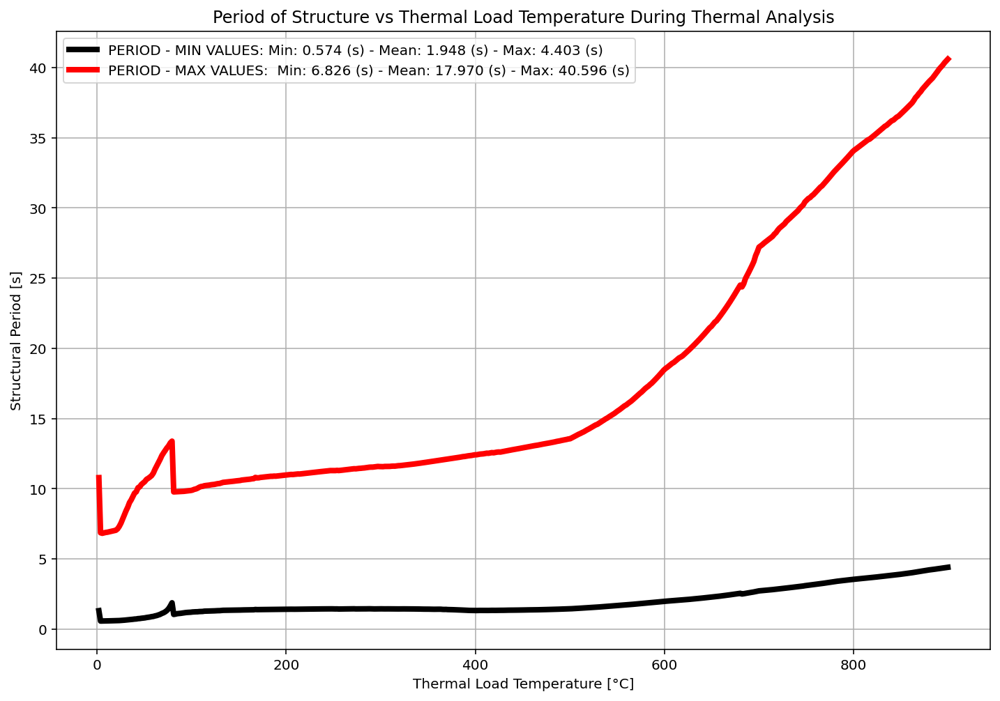 Period of Structure vs Thermal Load Temperature During Thermal Analysis
PERIOD - MIN VALUES: Min: 0.574 (s) - Mean: 1.948 (s) - Max: 4.403 (s)
PERIOD - MAX VALUES:  Min: 6.826 (s) - Mean: 17.970 (s) - Max: 40.596 (s)
Structural Period [s]
40
35
30
25
20
15
10
5
0
0 200 400 600 800
Thermal Load Temperature [°C]